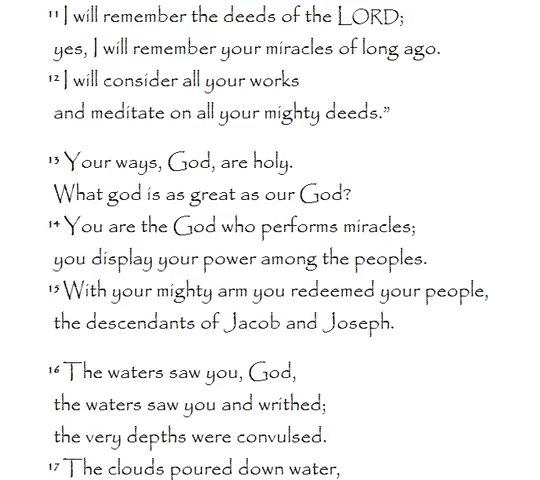 11 I will remember the deeds of the LORD;
yes, I will remember your miracles of long ago.
12 I will consider all your works
and meditate on all your mighty deeds.”
13 Your ways, God, are holy.
What god is as great as our God?
14 You are the God who performs miracles;
you display your power among the peoples.
15 With your mighty arm you redeemed your people,
the descendants of Jacob and Joseph.
16 The waters saw you, God,
the waters saw you and writhed;
the very depths were convulsed.
17 The clouds poured down water,